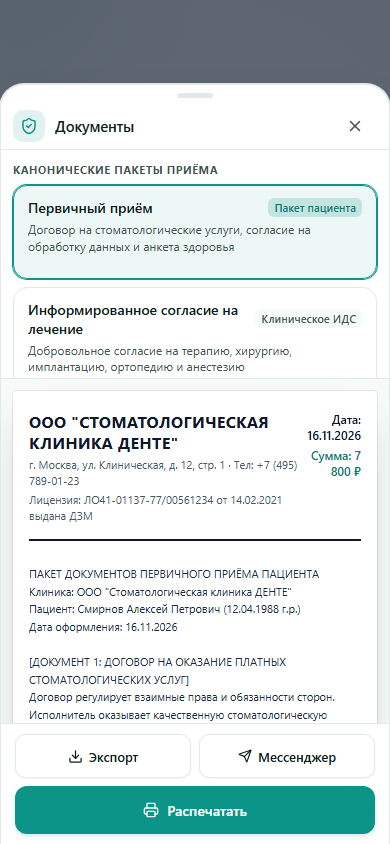 Документы
КАНОНИЧЕСКИЕ ПАКЕТЫ ПРИЁМА
Первичный приём
Пакет пациента
Договор на стоматологические услуги, согласие на
обработку данных и анкета здоровья
Информированное согласие на
лечение
Клиническое ИДС
Добровольное согласие на терапию, хирургию,
имплантацию, ортопедию и анестезию
ООО "СТОМАТОЛОГИЧЕСКАЯ
КЛИНИКА ДЕНТЕ"
Дата:
16.11.2026
Сумма: 7
800 ₽
г. Москва, ул. Клиническая, д. 12, стр. 1 · Тел: +7 (495)
789-01-23
Лицензия: ЛО41-01137-77/00561234 от 14.02.2021
выдана ДЗМ
ПАКЕТ ДОКУМЕНТОВ ПЕРВИЧНОГО ПРИЁМА ПАЦИЕНТА
Клиника: ООО "Стоматологическая клиника ДЕНТЕ"
Пациент: Смирнов Алексей Петрович (12.04.1988 г.р.)
Дата оформления: 16.11.2026
[ДОКУМЕНТ 1: ДОГОВОР НА ОКАЗАНИЕ ПЛАТНЫХ
СТОМАТОЛОГИЧЕСКИХ УСЛУГ]
Договор регулирует взаимные права и обязанности сторон.
Исполнитель оказывает качественную стоматологическую
Экспорт
Мессенджер
Распечатать